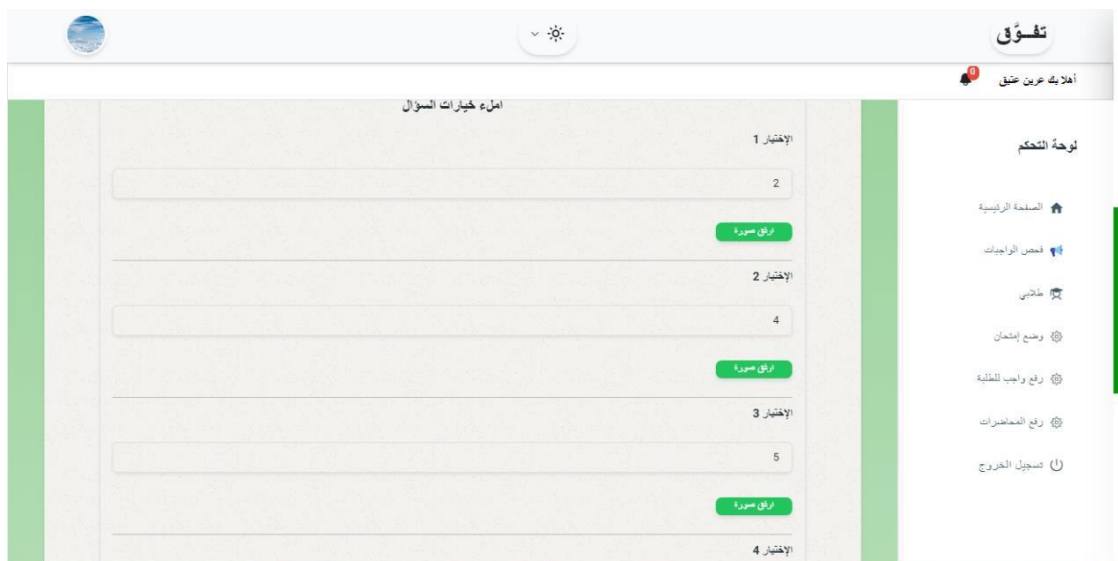 تفـــوَّق
أهلا بك عرين عتيق
0
لوحة التحكم
الصفحة الرئيسية
فحص الواجبات
طلابي
وضع إمتحان
رفع واجب للطلبة
رفع المحاضرات
تسجيل الخروج
املء خيارات السؤال
الإختيار 1
2
ارفق صورة
الإختيار 2
4
ارفق صورة
الإختيار 3
5
ارفق صورة
الإختيار 4